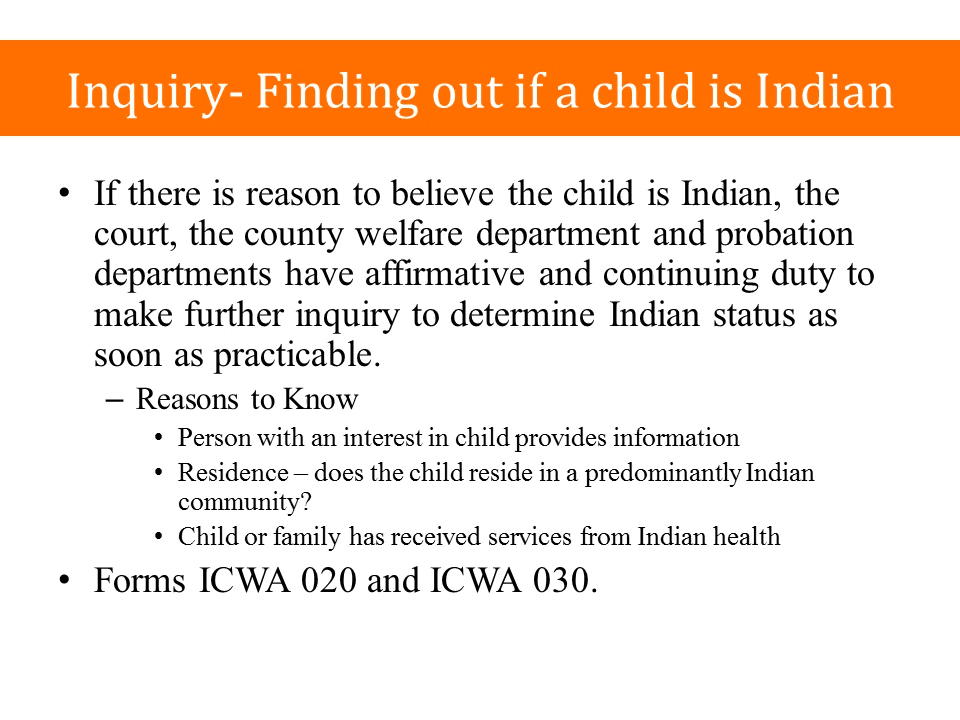 Inquiry- Finding out if a child is Indian
• If there is reason to believe the child is Indian, the
court, the county welfare department and probation
departments have affirmative and continuing duty to
make further inquiry to determine Indian status as
soon as practicable.
– Reasons to Know
• Person with an interest in child provides information
• Residence – does the child reside in a predominantly Indian
community?
• Child or family has received services from Indian health
• Forms ICWA 020 and ICWA 030.